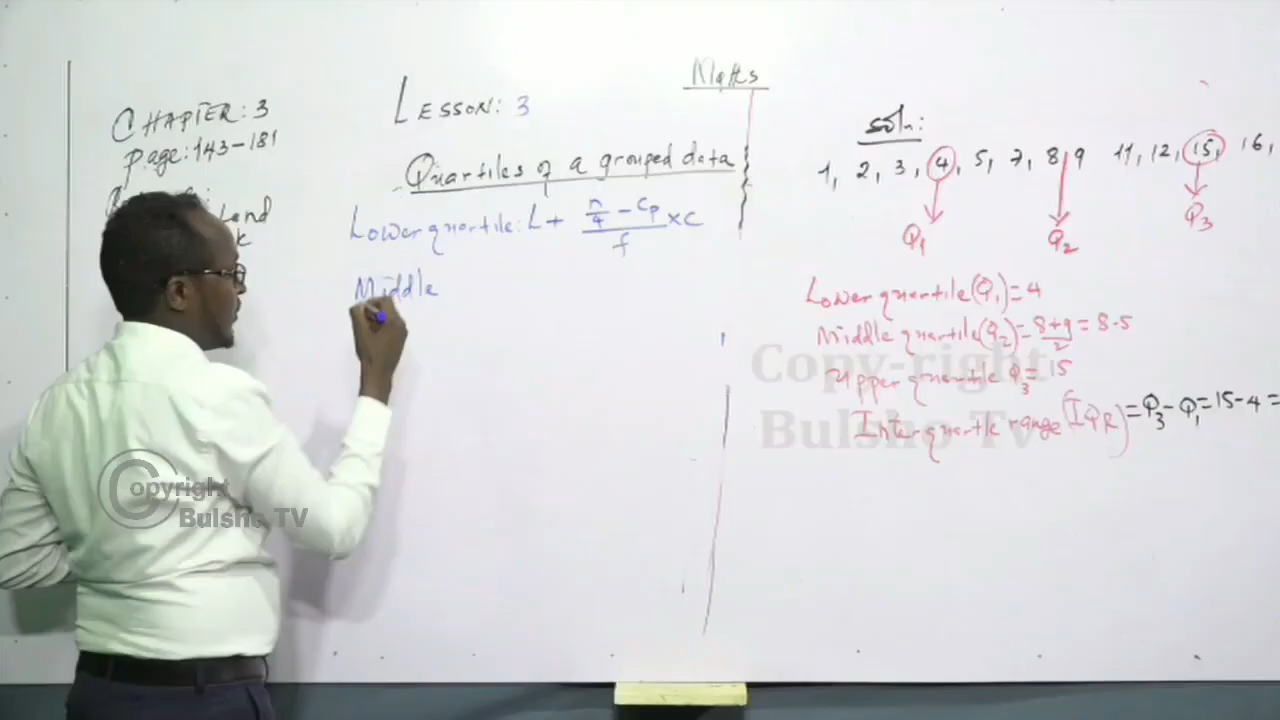 Maths
CHAPTER: 3
Page: 143-181
LESSON: 3
Quartiles of a grouped data
Lower quartile: L + (n/4 - Cp)/f × C
Middle
Soln:
1, 2, 3, 4, 5, 7, 8 9 11, 12, 15, 16,
Q1 Q2 Q3
Lower quartile (Q1) = 4
Middle quartile (Q2) = (8+9)/2 = 8.5
Upper quartile Q3 = 15
Inter quartile range (IQR) = Q3 - Q1 = 15 - 4 =
Copy-right
Bulsho Tv
Copyright
Bulsho TV